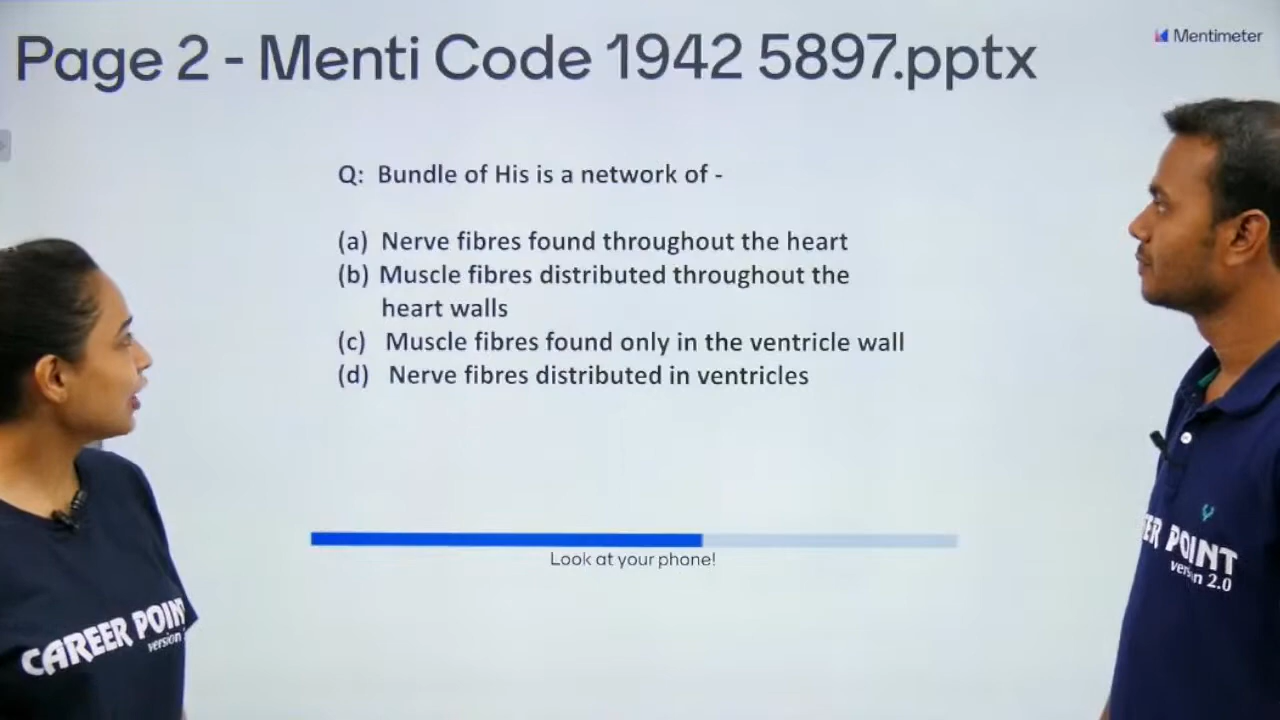 Page 2 - Menti Code 1942 5897.pptx
Mentimeter
Q: Bundle of His is a network of -
(a) Nerve fibres found throughout the heart
(b) Muscle fibres distributed throughout the
heart walls
(c) Muscle fibres found only in the ventricle wall
(d) Nerve fibres distributed in ventricles
Look at your phone!
CAREER POINT
version
ER POINT
version 2.0